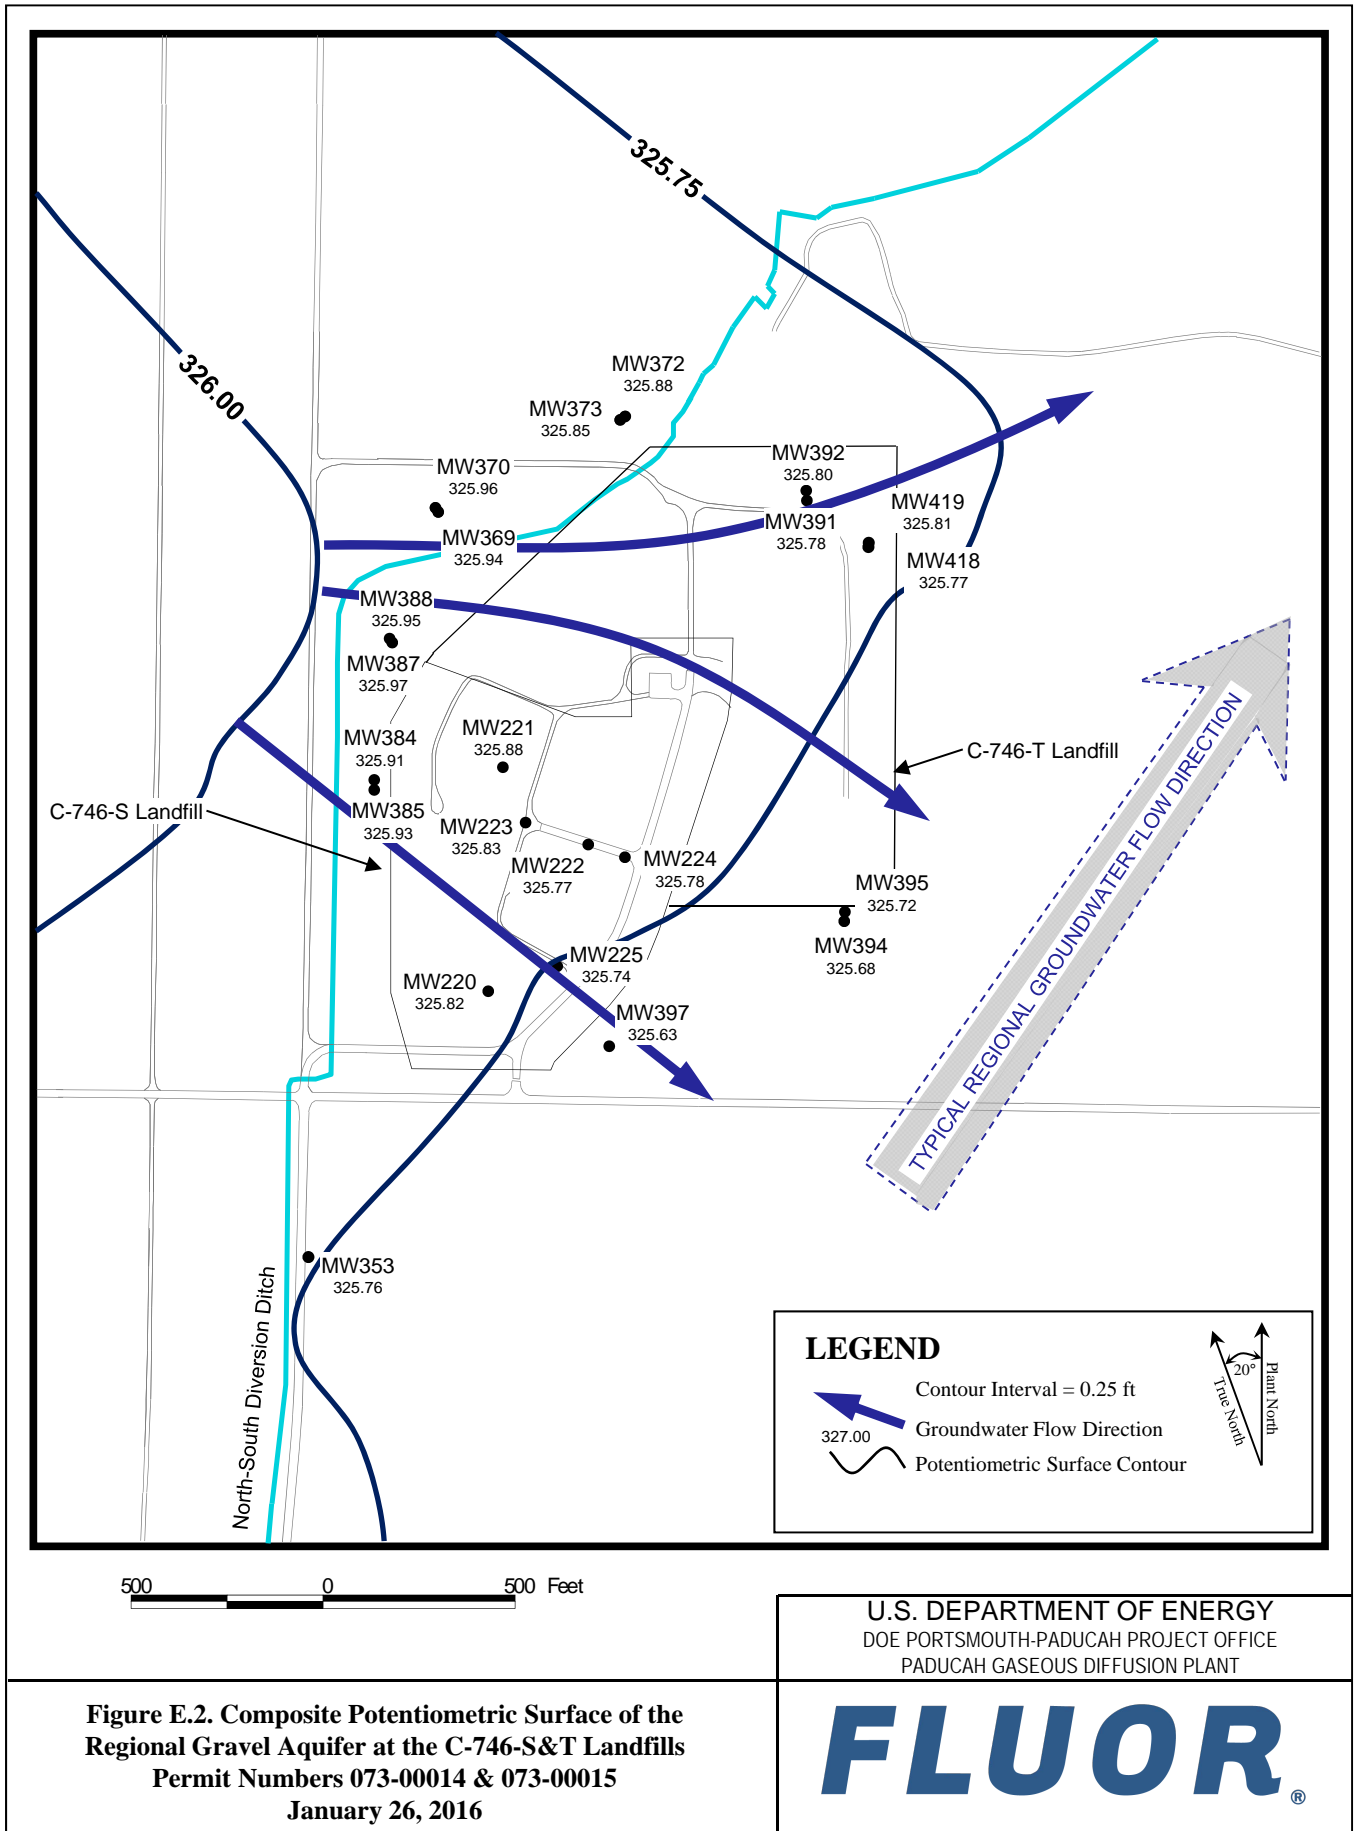 325.75
326.00
MW372
325.88
MW373
325.85
MW370
325.96
MW392
325.80
MW419
325.81
MW391
325.78
MW369
325.94
MW418
325.77
MW388
325.95
MW387
325.97
MW384
325.91
MW221
325.88
C-746-T Landfill
C-746-S Landfill
MW385
325.93
MW223
325.83
MW222
325.77
MW224
325.78
MW395
325.72
MW394
325.68
MW225
325.74
MW220
325.82
MW397
325.63
TYPICAL REGIONAL GROUNDWATER FLOW DIRECTION
MW353
325.76
North-South Diversion Ditch
LEGEND
Contour Interval = 0.25 ft
Groundwater Flow Direction
327.00
Potentiometric Surface Contour
20°
True North
Plant North
500 0 500 Feet
U.S. DEPARTMENT OF ENERGY
DOE PORTSMOUTH-PADUCAH PROJECT OFFICE
PADUCAH GASEOUS DIFFUSION PLANT
Figure E.2. Composite Potentiometric Surface of the
Regional Gravel Aquifer at the C-746-S&T Landfills
Permit Numbers 073-00014 & 073-00015
January 26, 2016
FLUOR®